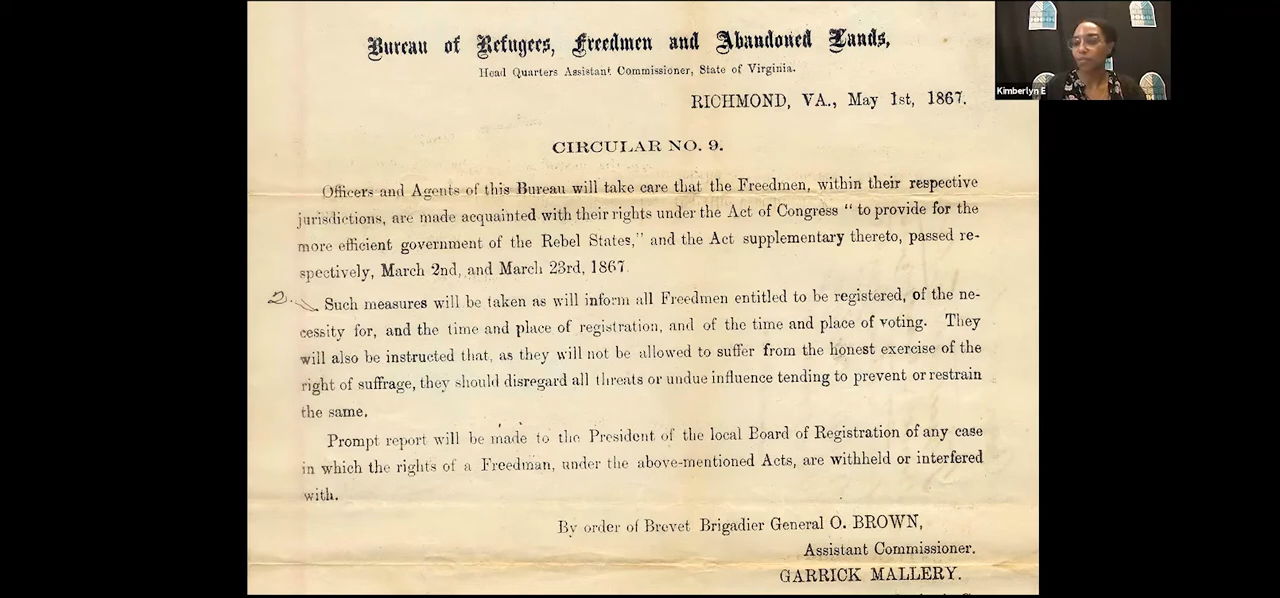 Bureau of Refugees, Freedmen and Abandoned Lands,
Head Quarters Assistant Commissioner, State of Virginia.
RICHMOND, VA., May 1st, 1867.
CIRCULAR NO. 9.
Officers and Agents of this Bureau will take care that the Freedmen, within their respective
jurisdictions, are made acquainted with their rights under the Act of Congress “ to provide for the
more efficient government of the Rebel States,” and the Act supplementary thereto, passed re-
spectively, March 2nd, and March 23rd, 1867.
2. Such measures will be taken as will inform all Freedmen entitled to be registered, of the ne-
cessity for, and the time and place of registration, and of the time and place of voting. They
will also be instructed that, as they will not be allowed to suffer from the honest exercise of the
right of suffrage, they should disregard all threats or undue influence tending to prevent or restrain
the same.
Prompt report will be made to the President of the local Board of Registration of any case
in which the rights of a Freedman, under the above-mentioned Acts, are withheld or interfered
with.
By order of Brevet Brigadier General O. BROWN,
Assistant Commissioner.
GARRICK MALLERY.
Kimberlyn E